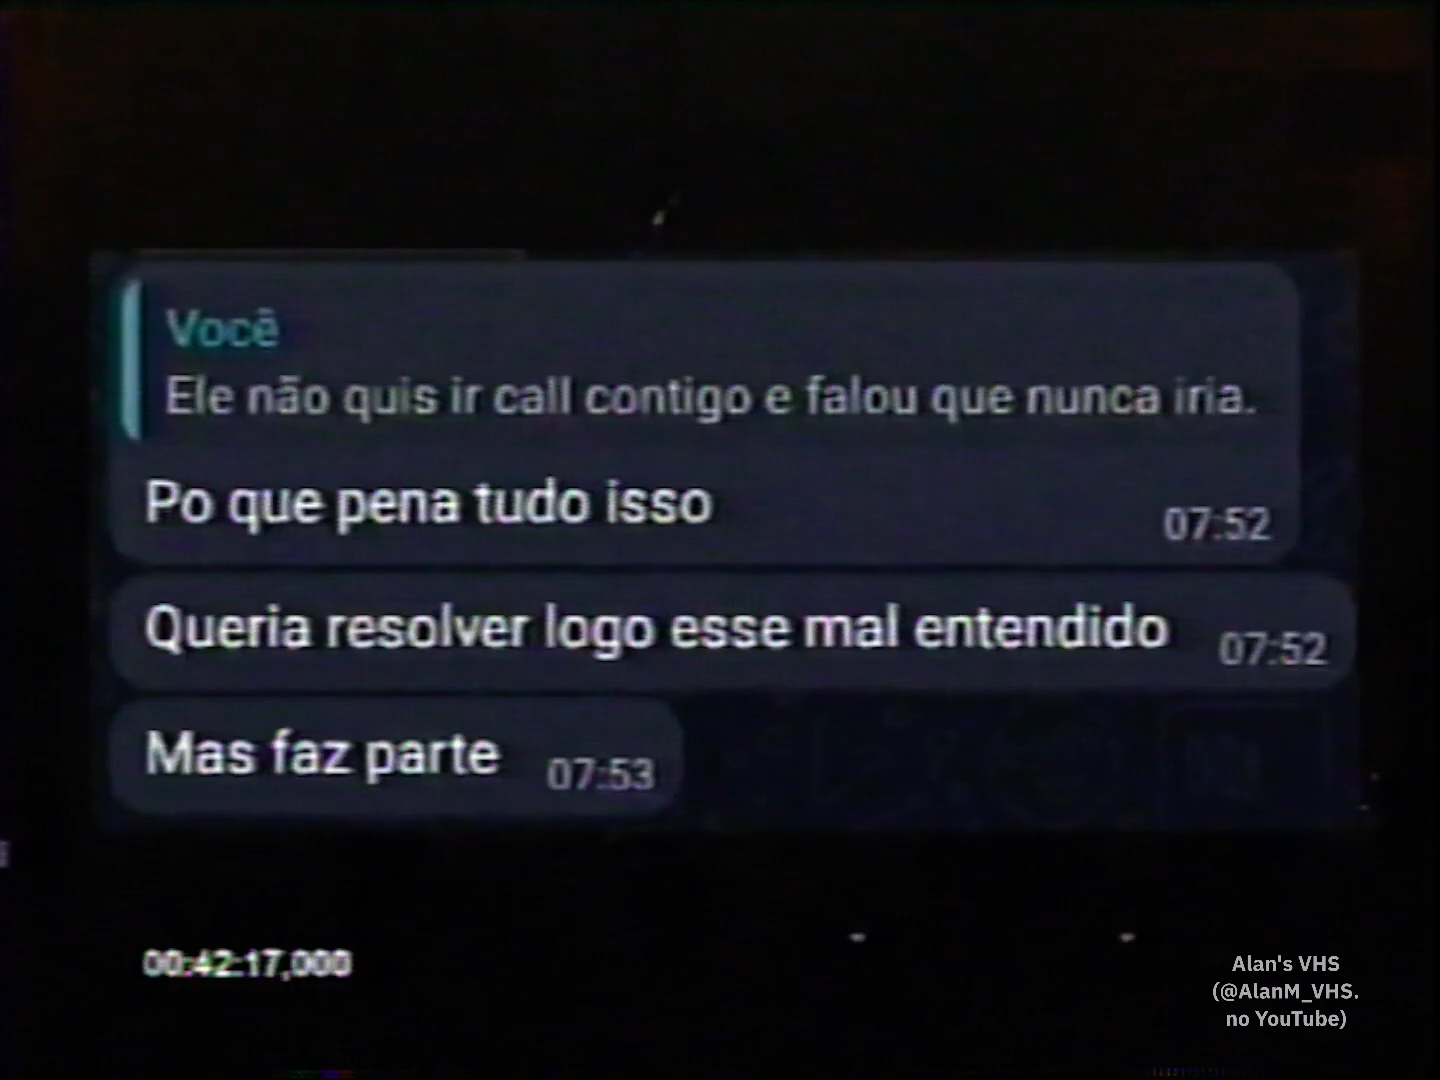 Você
Ele não quis ir call contigo e falou que nunca iria.
Po que pena tudo isso
07:52
Queria resolver logo esse mal entendido
07:52
Mas faz parte
07:53
00:42:17,000
Alan's VHS
(@AlanM_VHS.
no YouTube)